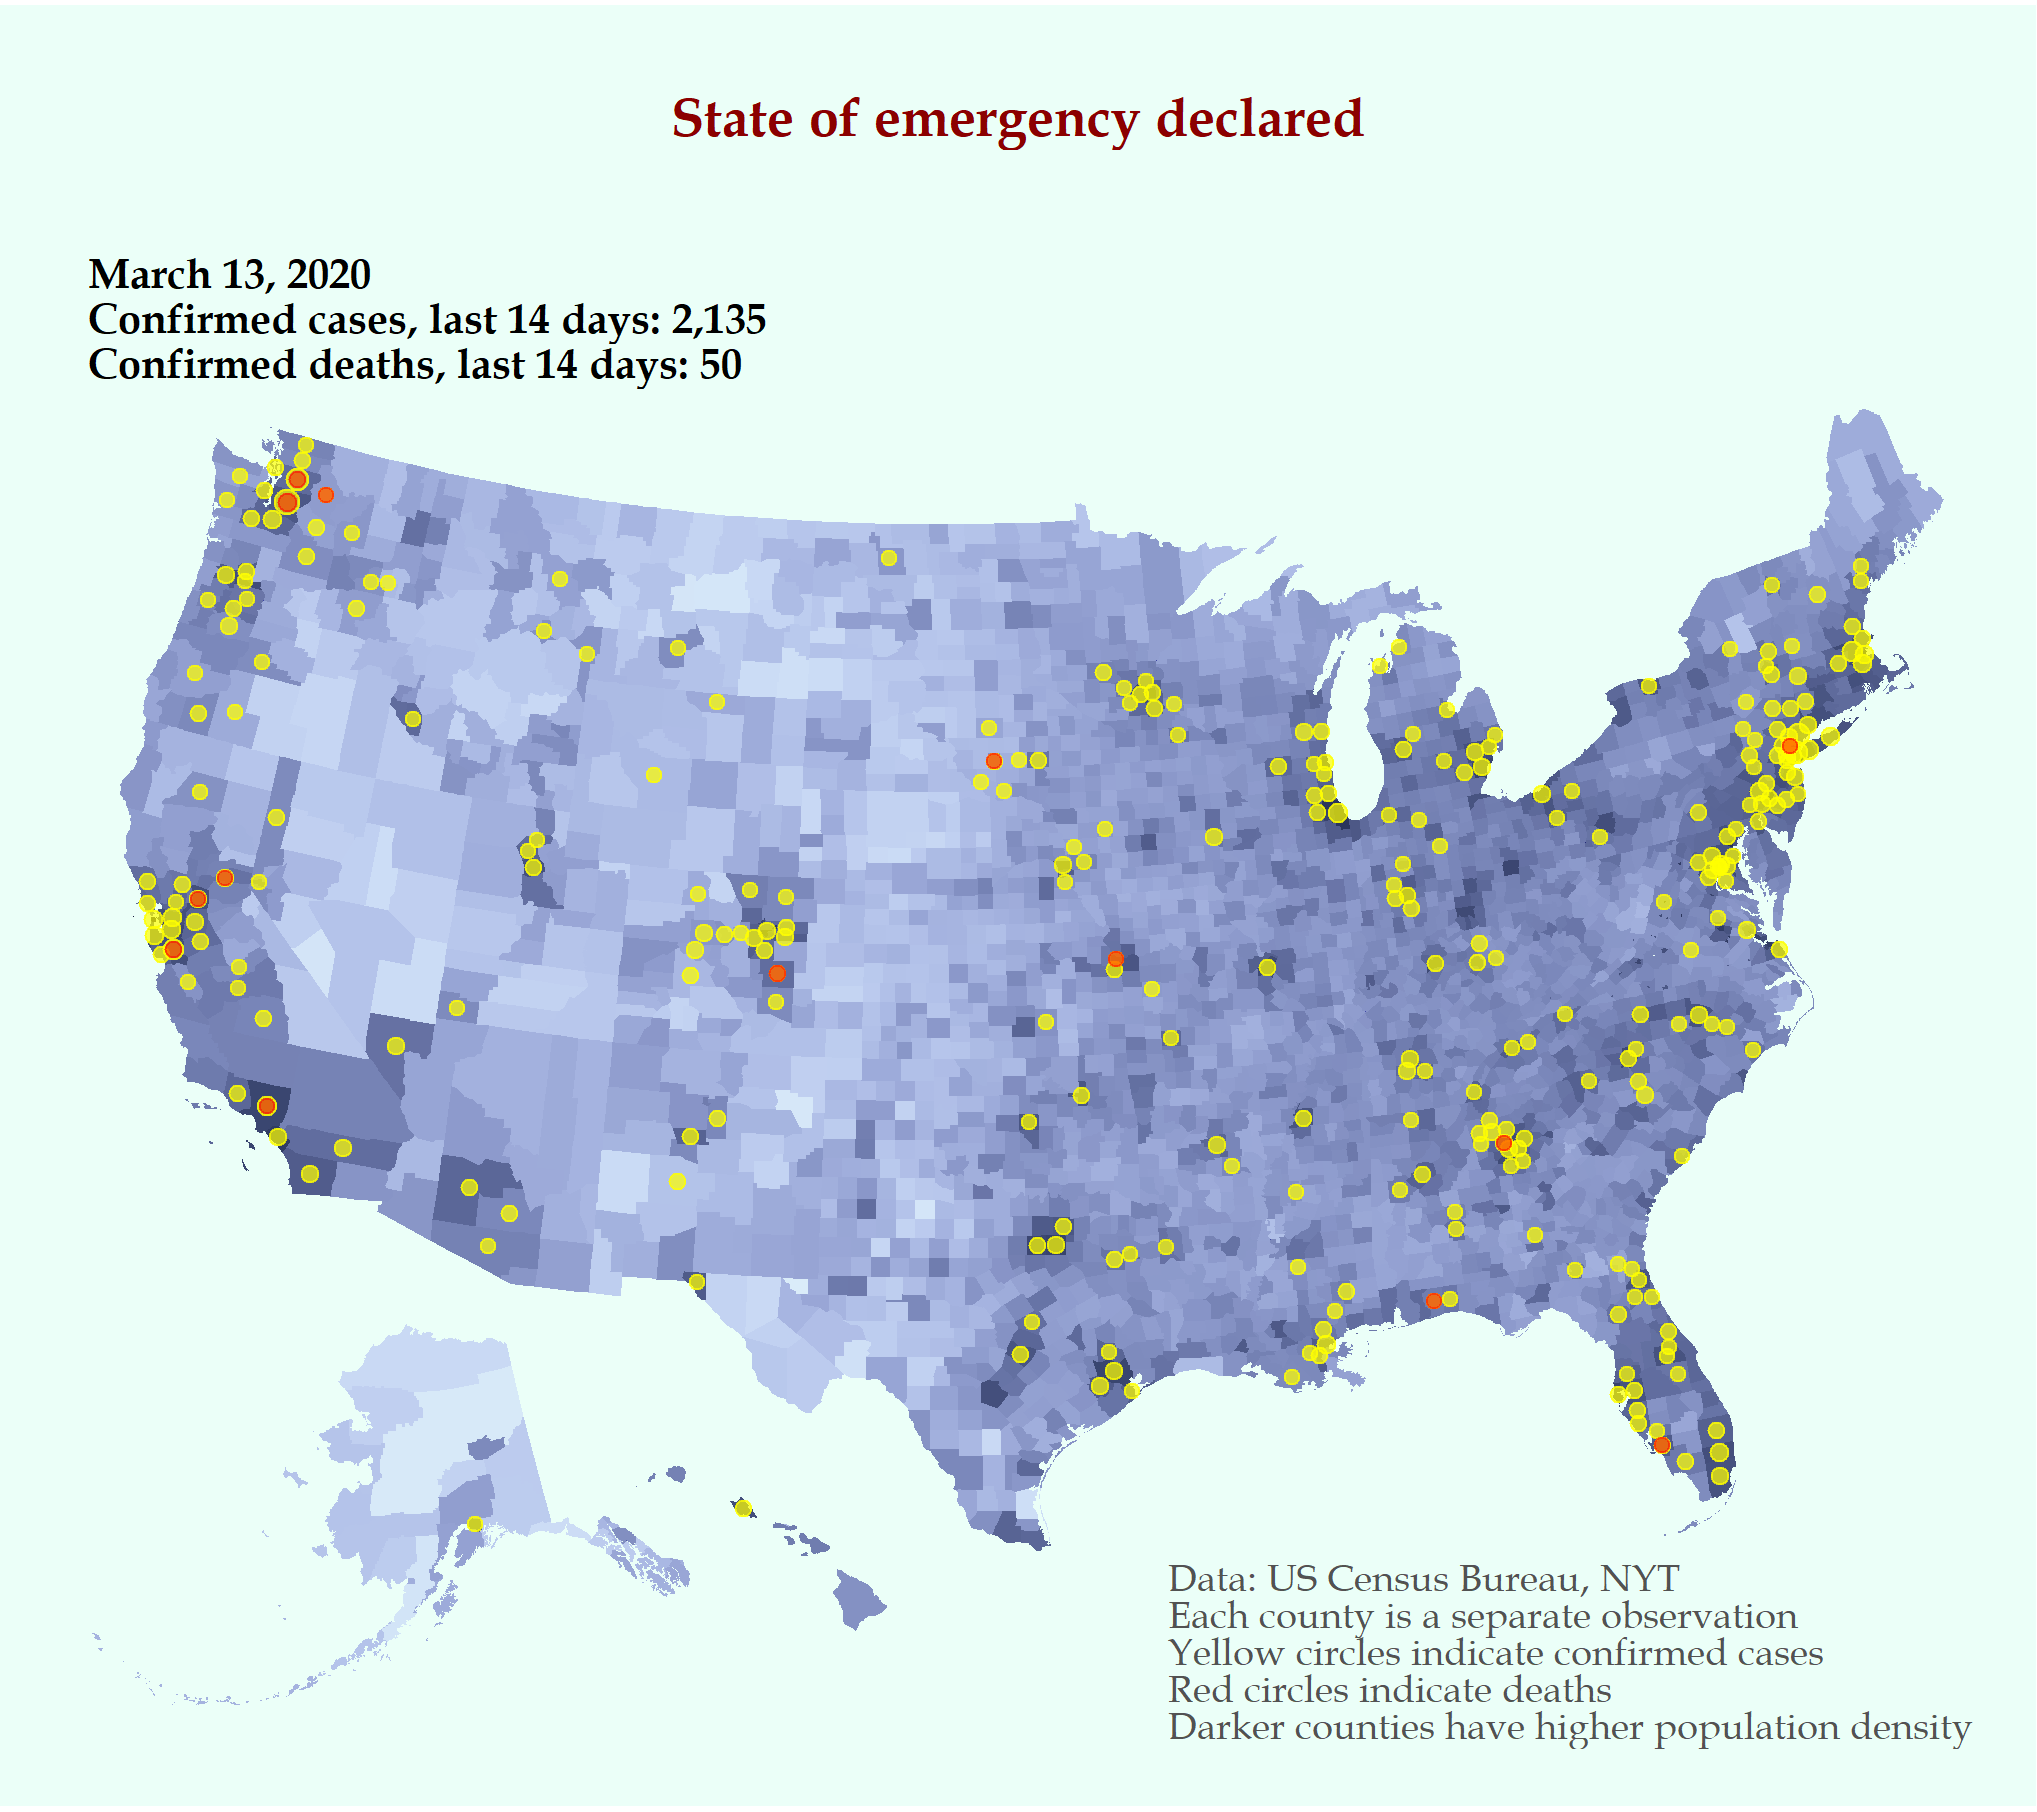 State of emergency declared
March 13, 2020
Confirmed cases, last 14 days: 2,135
Confirmed deaths, last 14 days: 50
Data: US Census Bureau, NYT
Each county is a separate observation
Yellow circles indicate confirmed cases
Red circles indicate deaths
Darker counties have higher population density